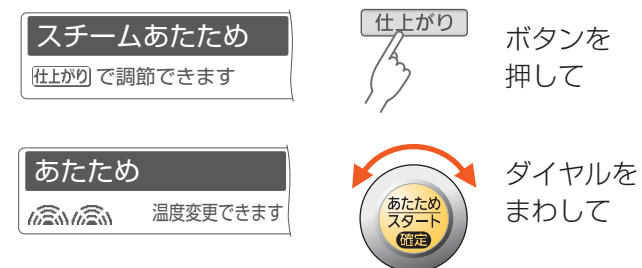 スチームあたため
仕上がり で調節できます
仕上がり
ボタンを
押して
あたため
温度変更できます
あたため
スタート
確定
ダイヤルを
まわして